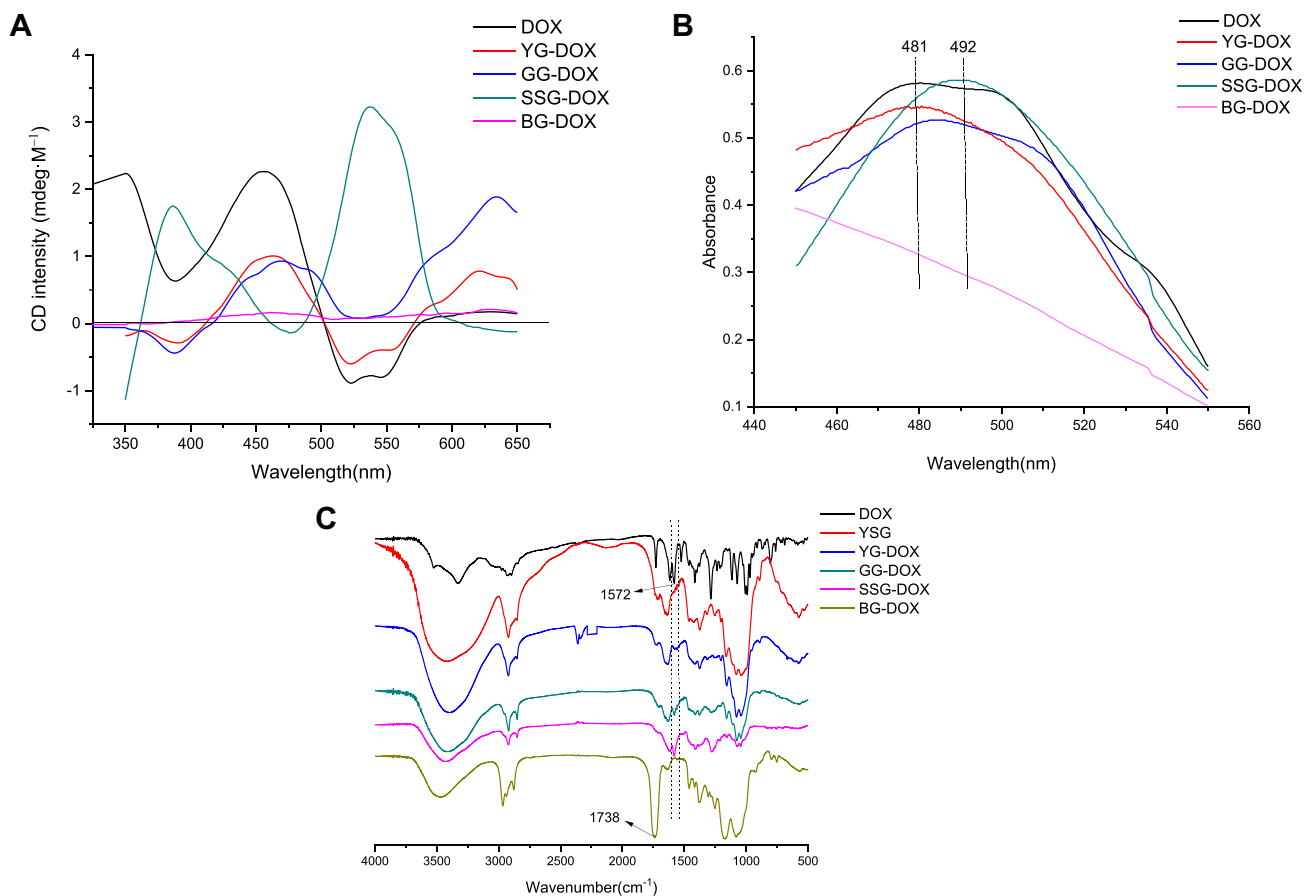 A
DOX
YG-DOX
GG-DOX
SSG-DOX
BG-DOX
4
3
2
1
0
-1
CD intensity (mdeg·M⁻¹)
350 400 450 500 550 600 650
Wavelength(nm)
B
DOX
YG-DOX
GG-DOX
SSG-DOX
BG-DOX
481 492
0.6
0.5
0.4
0.3
0.2
0.1
Absorbance
440 460 480 500 520 540 560
Wavelength(nm)
C
DOX
YSG
YG-DOX
GG-DOX
SSG-DOX
BG-DOX
1572
1738
4000 3500 3000 2500 2000 1500 1000 500
Wavenumber(cm⁻¹)